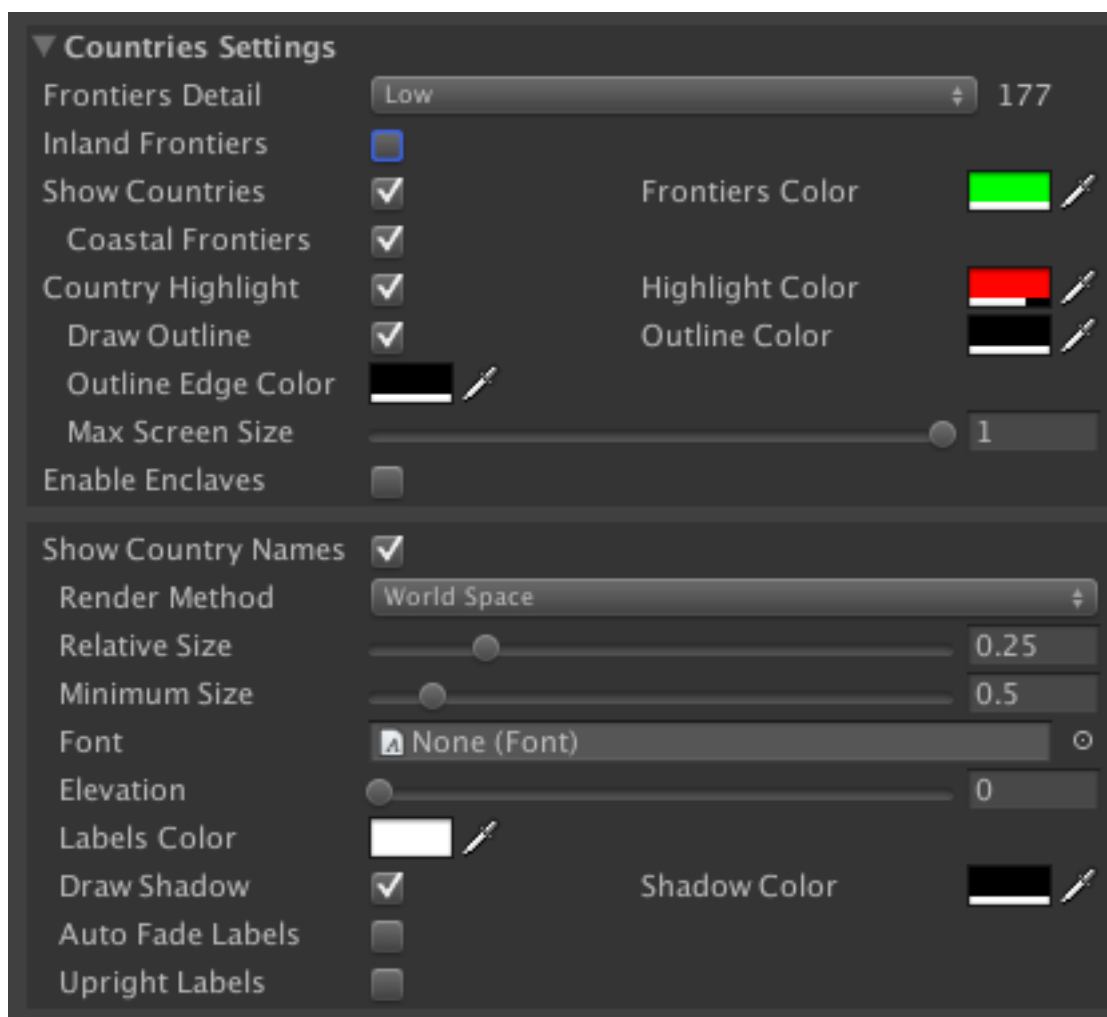 Countries Settings
Frontiers Detail Low 177
Inland Frontiers
Show Countries Frontiers Color
Coastal Frontiers
Country Highlight Highlight Color
Draw Outline Outline Color
Outline Edge Color
Max Screen Size 1
Enable Enclaves
Show Country Names
Render Method World Space
Relative Size 0.25
Minimum Size 0.5
Font None (Font)
Elevation 0
Labels Color
Draw Shadow Shadow Color
Auto Fade Labels
Upright Labels